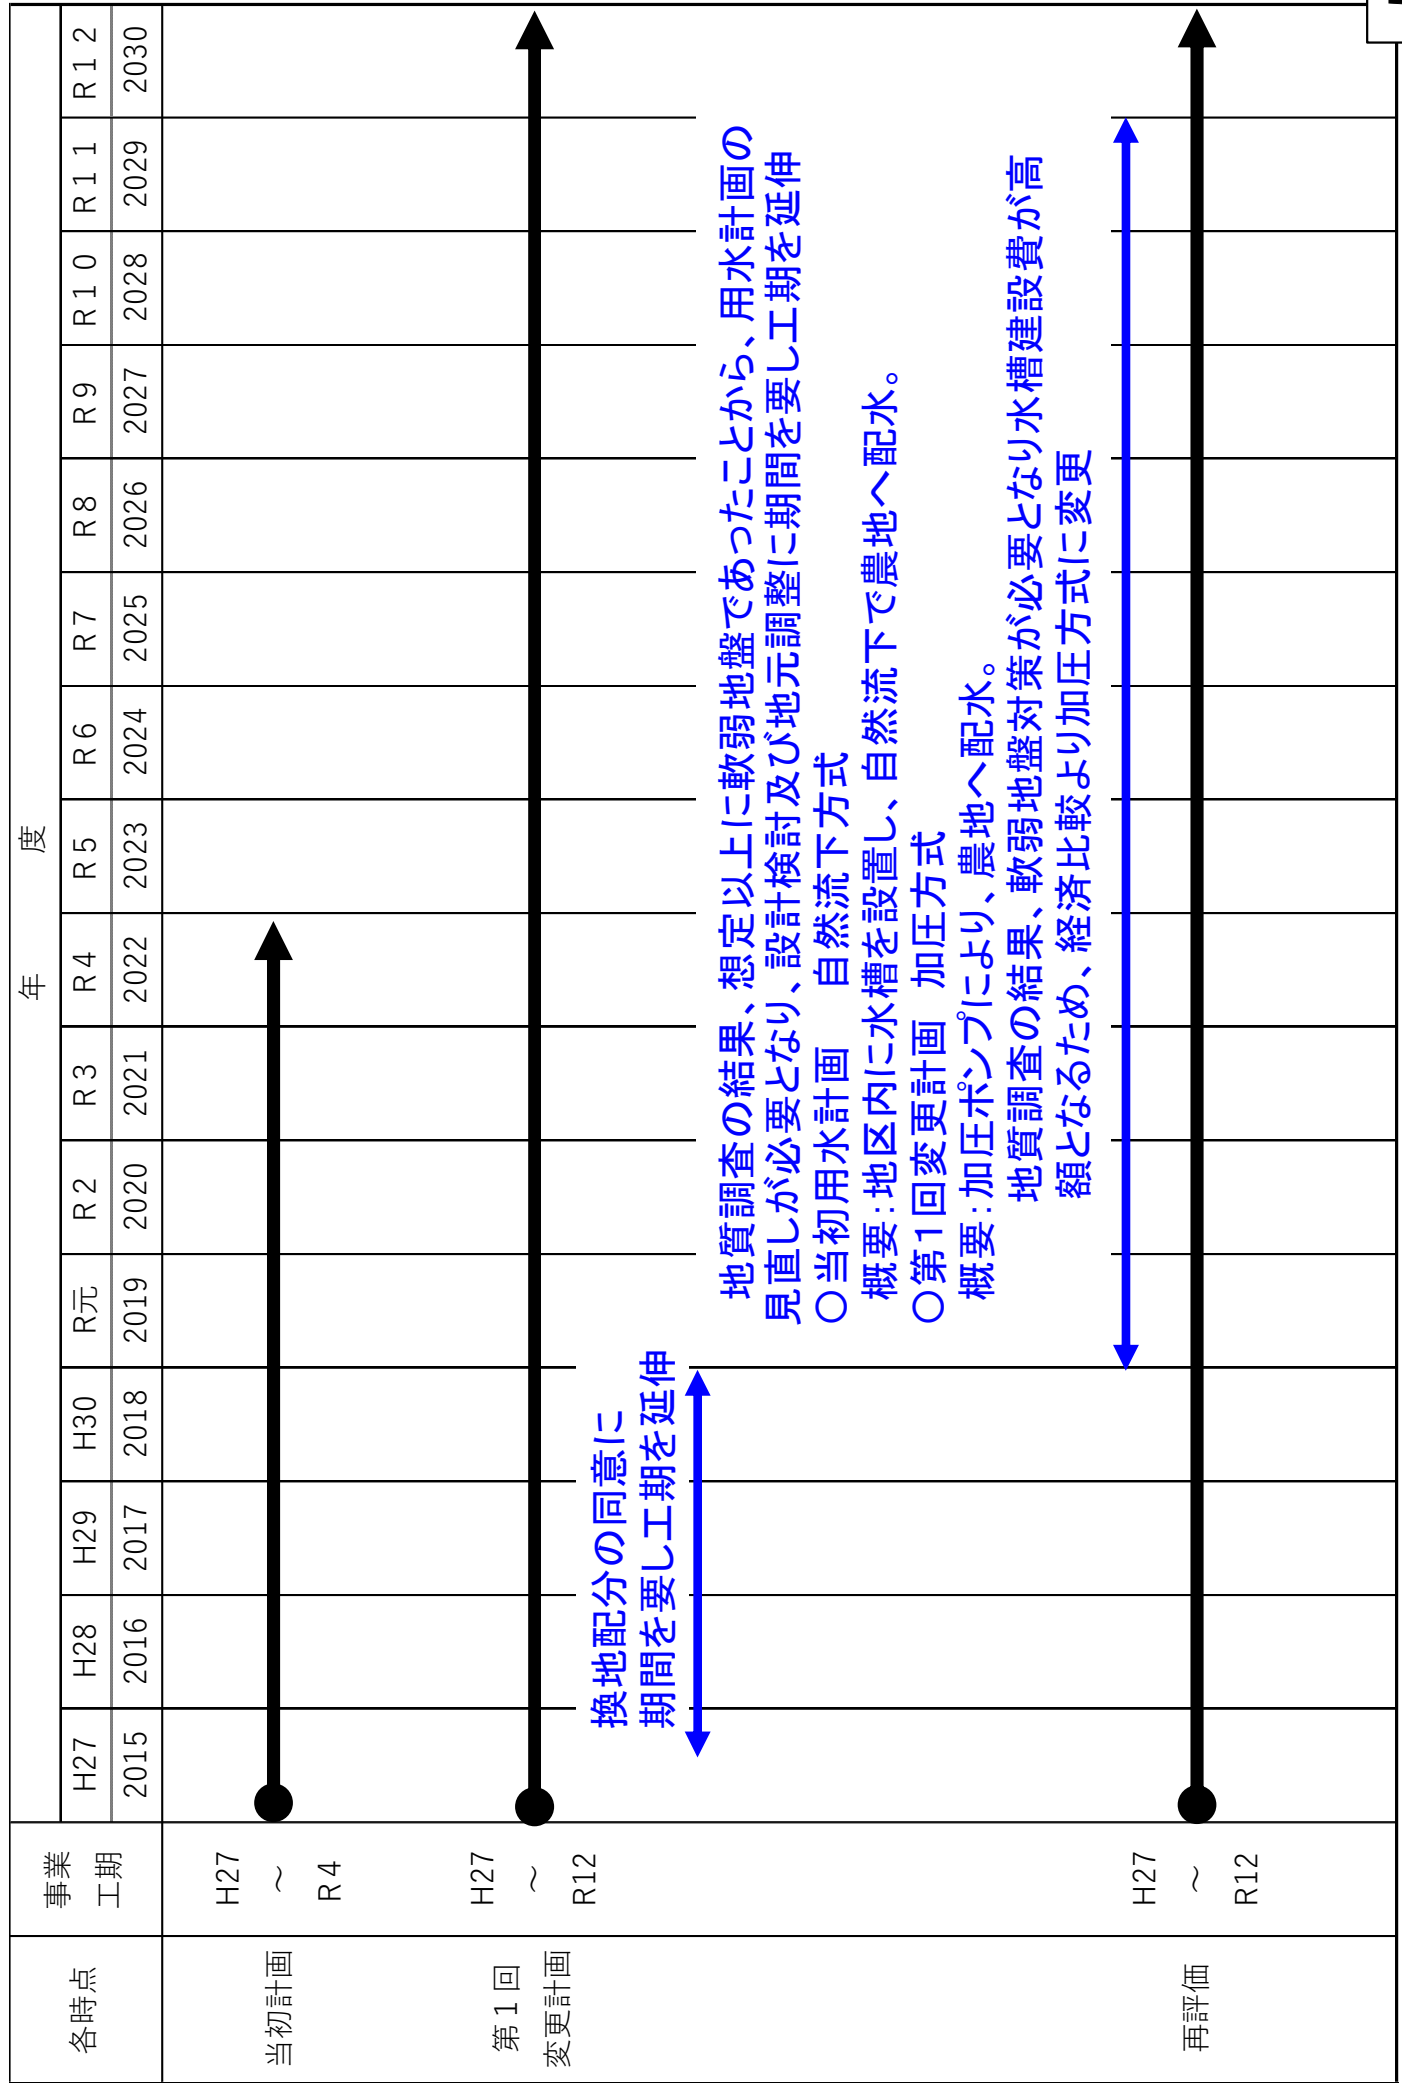 各時点
事業
工期
年 度
H27 H28 H29 H30 R元 R2 R3 R4 R5 R6 R7 R8 R9 R10 R11 R12
2015 2016 2017 2018 2019 2020 2021 2022 2023 2024 2025 2026 2027 2028 2029 2030
当初計画
H27
～
R4
第1回
変更計画
H27
～
R12
換地配分の同意に
期間を要し工期を延伸
地質調査の結果、想定以上に軟弱地盤であったことから、用水計画の
見直しが必要となり、設計検討及び地元調整に期間を要し工期を延伸
○当初用水計画 自然流下方式
概要:地区内に水槽を設置し、自然流下で農地へ配水。
○第1回変更計画 加圧方式
概要:加圧ポンプにより、農地へ配水。
地質調査の結果、軟弱地盤対策が必要となり水槽建設費が高
額となるため、経済比較より加圧方式に変更
再評価
H27
～
R12